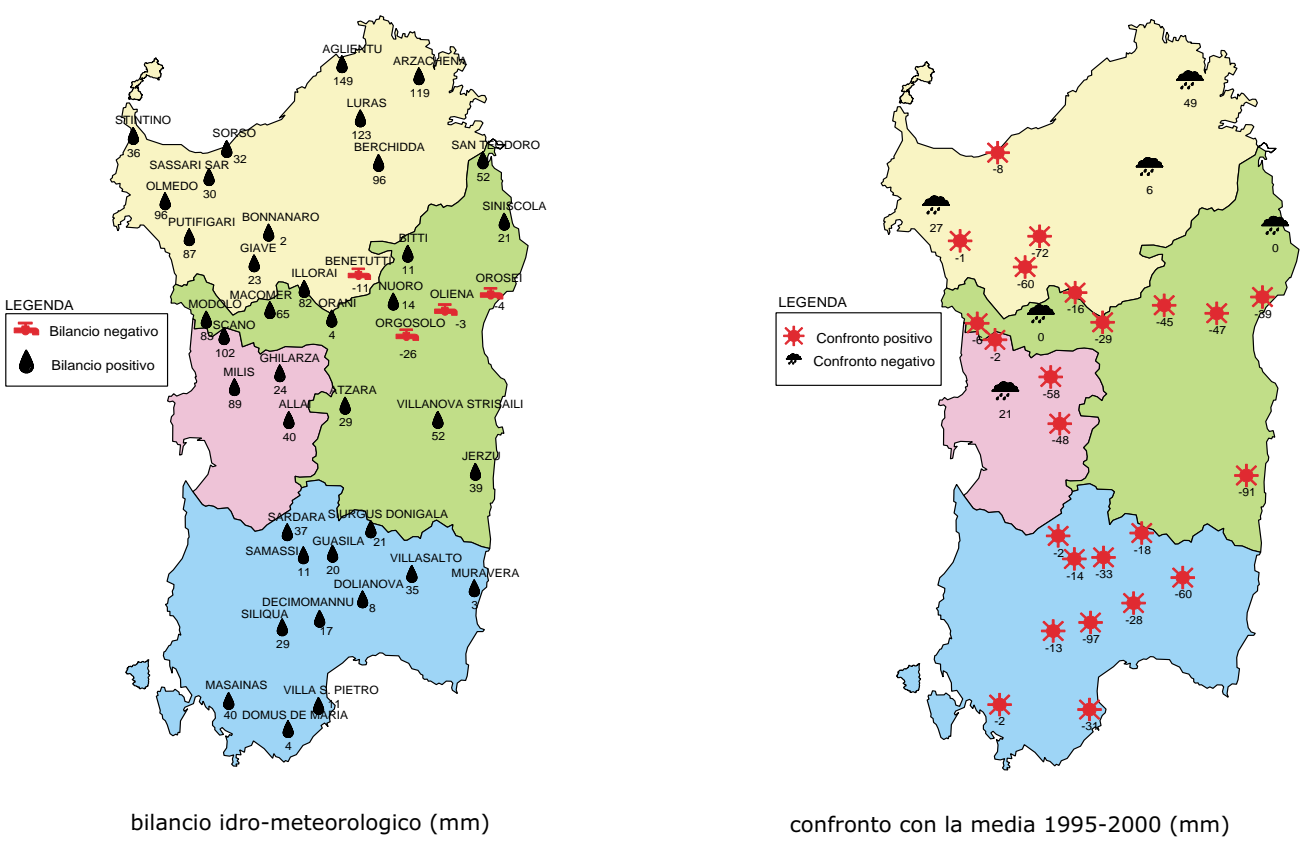 AGLIENTU
149
ARZACHENA
119
LURAS
123
STINTINO
36
SORSO
32
BERCHIDDA
96
SAN TEODORO
52
SASSARI SAR
30
OLMEDO
96
PUTIFIGARI
87
BONNANARO
2
SINISCOLA
21
GIAVE
23
BITTI
11
BENETUTTI
-11
ILLORAI
82
NUORO
14
OROSEI
-4
OLIENA
-3
MACOMER
65
MODOLO
83
ORANI
4
ORGOSOLO
-26
SCANO
102
GHILARZA
24
MILIS
89
ATZARA
29
ALLAI
40
VILLANOVA STRISAILI
52
JERZU
39
SARDARA
37
SIURGUS DONIGALA
21
SAMASSI
11
GUASILA
20
VILLASALTO
35
MURAVERA
3
DOLIANOVA
8
DECIMOMANNU
17
SILIQUA
29
MASAINAS
40
VILLA S. PIETRO
11
DOMUS DE MARIA
4
LEGENDA
Bilancio negativo
Bilancio positivo
bilancio idro-meteorologico (mm)
49
-8
6
27
-1
-72
0
-60
-16
-45
-47
-39
-6
0
-29
-2
-58
21
-48
-91
-2
-14
-33
-18
-60
-28
-97
-13
-2
-31
LEGENDA
Confronto positivo
Confronto negativo
confronto con la media 1995-2000 (mm)